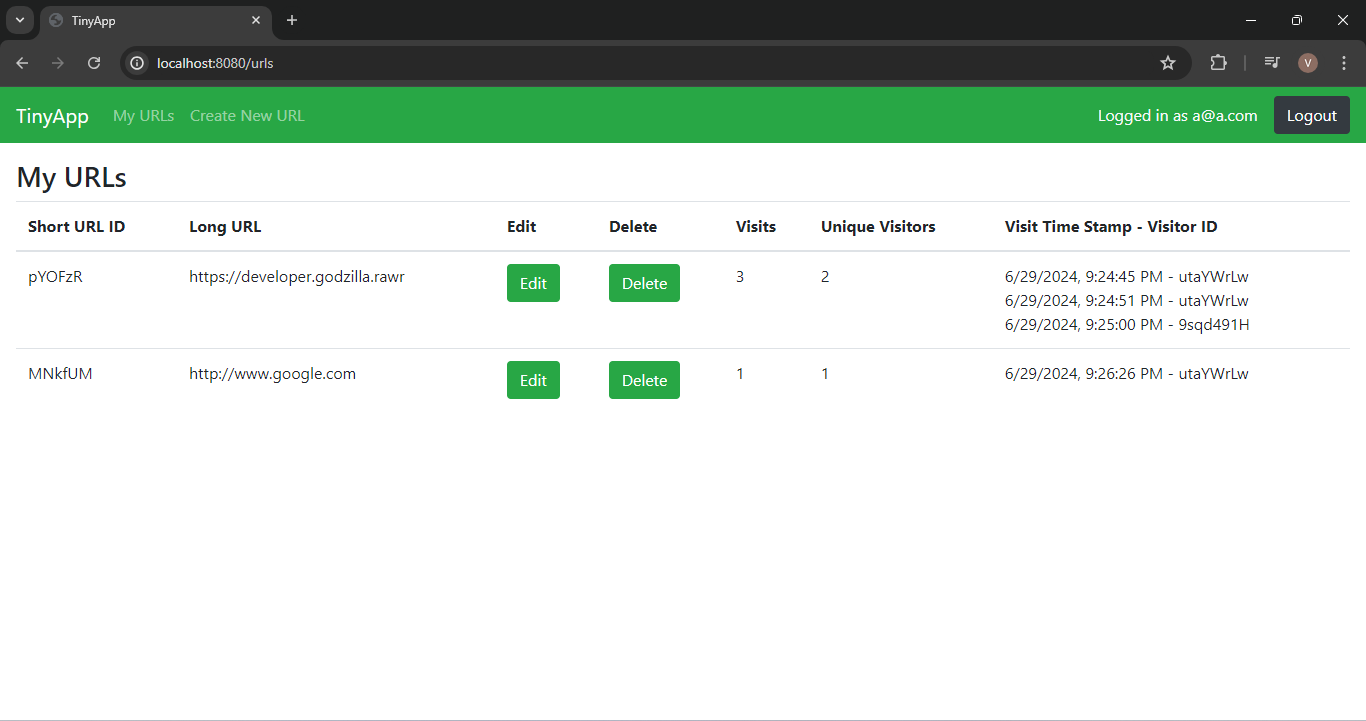 TinyApp
localhost:8080/urls
V
TinyApp My URLs Create New URL Logged in as a@a.com Logout
My URLs
Short URL ID Long URL Edit Delete Visits Unique Visitors Visit Time Stamp - Visitor ID
pYOFzR https://developer.godzilla.rawr Edit Delete 3 2 6/29/2024, 9:24:45 PM - utaYWrLw
6/29/2024, 9:24:51 PM - utaYWrLw
6/29/2024, 9:25:00 PM - 9sqd491H
MNkfUM http://www.google.com Edit Delete 1 1 6/29/2024, 9:26:26 PM - utaYWrLw